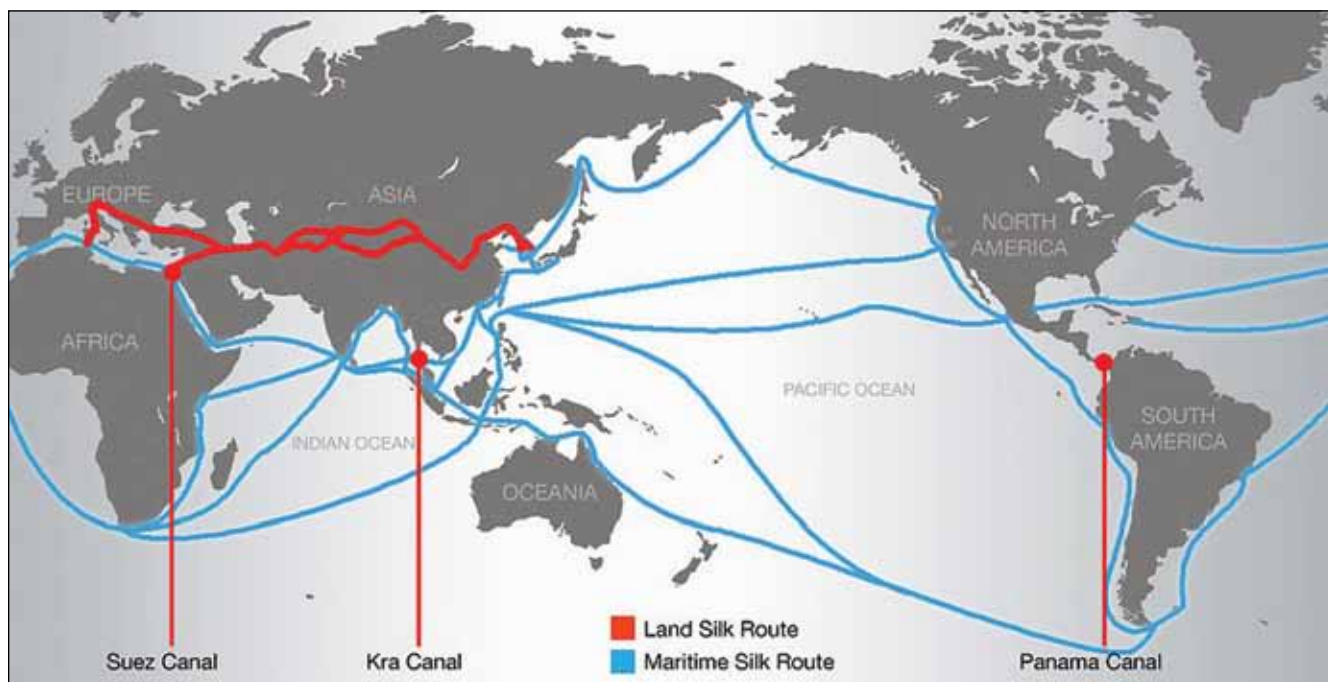 EUROPE
ASIA
NORTH
AMERICA
AFRICA
PACIFIC OCEAN
SOUTH
AMERICA
INDIAN OCEAN
OCEANIA
Land Silk Route
Suez Canal
Kra Canal
Maritime Silk Route
Panama Canal